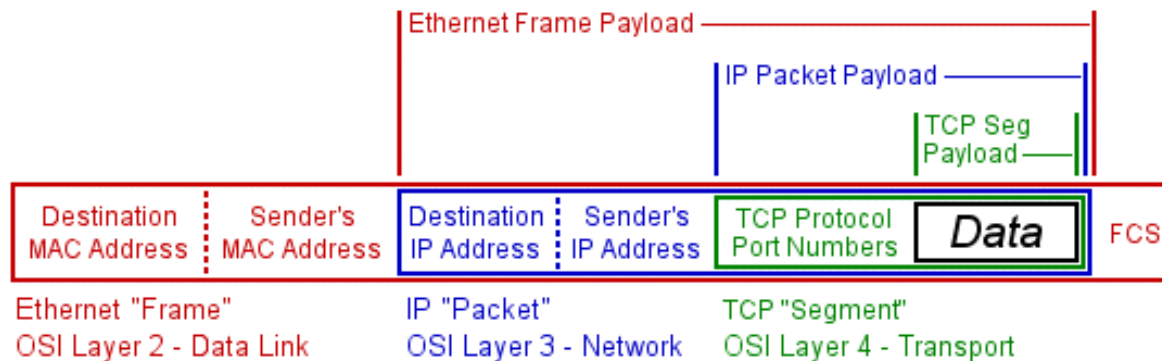 Ethernet Frame Payload
IP Packet Payload
TCP Seg
Payload
Destination
MAC Address
Sender's
MAC Address
Destination
IP Address
Sender's
IP Address
TCP Protocol
Port Numbers
Data
FCS
Ethernet "Frame"
OSI Layer 2 - Data Link
IP "Packet"
OSI Layer 3 - Network
TCP "Segment"
OSI Layer 4 - Transport